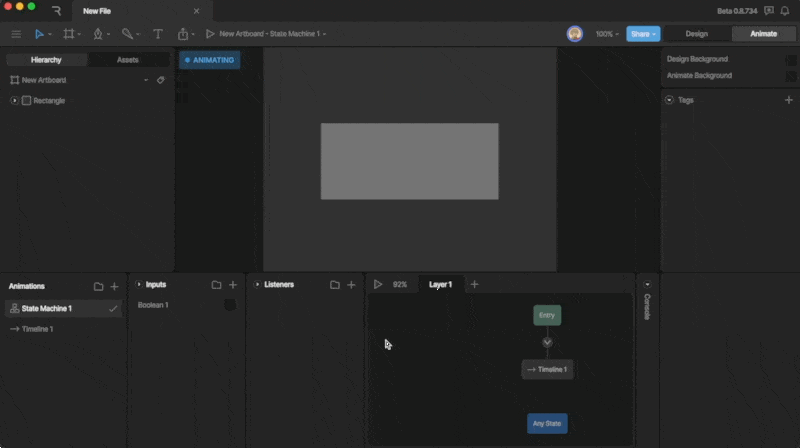 New File
Beta 0.8.734
New Artboard - State Machine 1
100%
Share
Design
Animate
Hierarchy
Assets
ANIMATING
Design Background
Animate Background
New Artboard
Rectangle
Tags
Animations
Inputs
Listeners
92%
Layer 1
State Machine 1
Boolean 1
Timeline 1
Console
Entry
Timeline 1
Any State